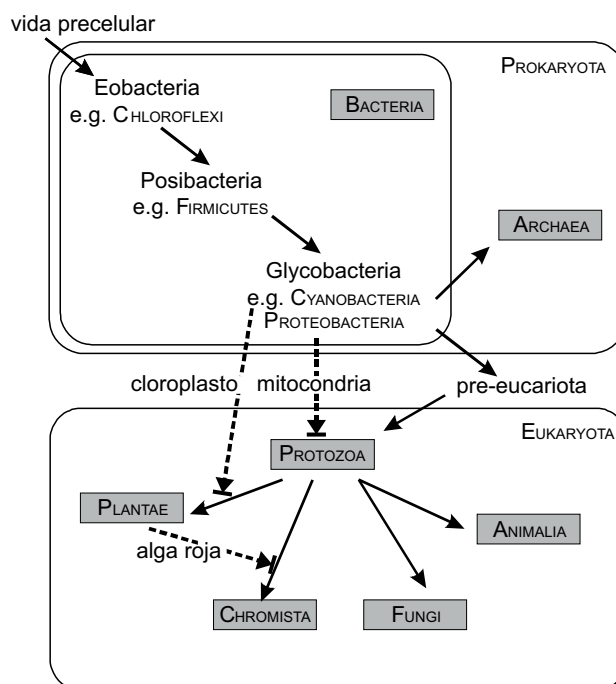 vida precelular
PROKARYOTA
Eobacteria
e.g. CHLOROFLEXI
BACTERIA
Posibacteria
e.g. FIRMICUTES
ARCHAEA
Glycobacteria
e.g. CYANOBACTERIA
PROTEOBACTERIA
cloroplasto
mitocondria
pre-eucariota
EUKARYOTA
PROTOZOA
PLANTAE
ANIMALIA
alga roja
CHROMISTA
FUNGI